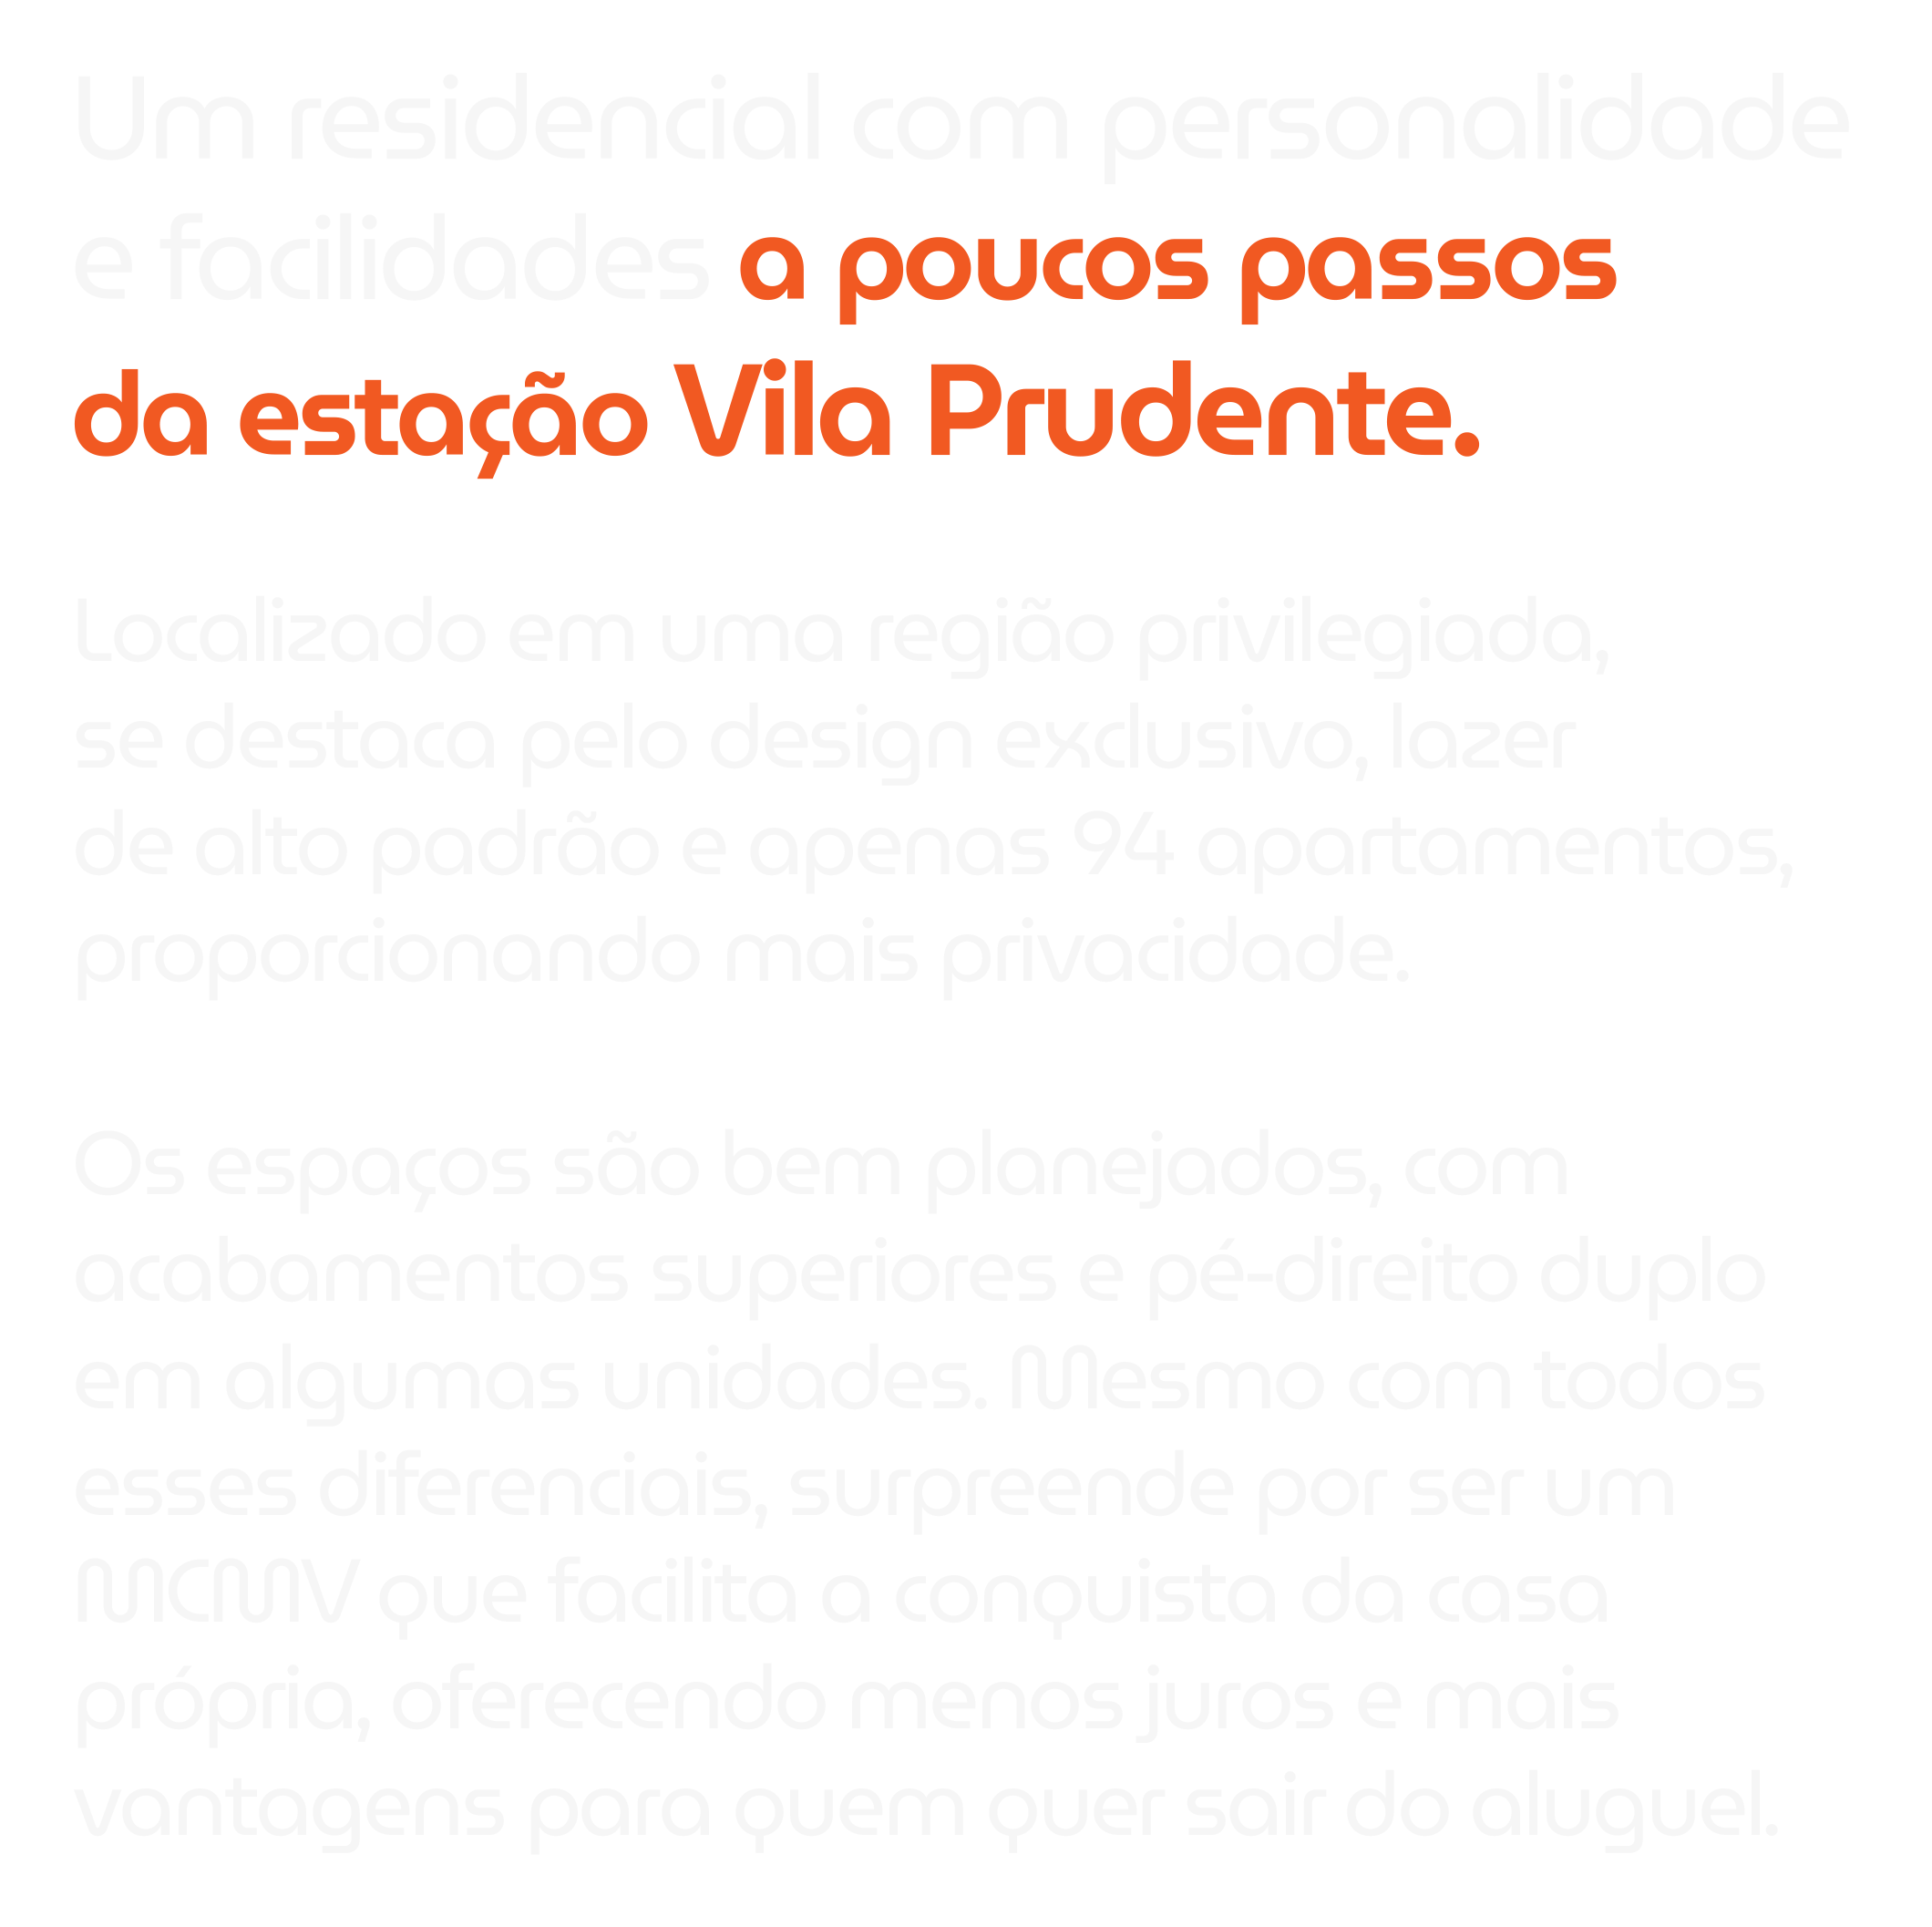 Um residencial com personalidade
e facilidades a poucos passos
da estação Vila Prudente.
Localizado em uma região privilegiada,
se destaca pelo design exclusivo, lazer
de alto padrão e apenas 94 apartamentos,
proporcionando mais privacidade.
Os espaços são bem planejados, com
acabamentos superiores e pé-direito duplo
em algumas unidades. Mesmo com todos
esses diferenciais, surpreende por ser um
MCMV que facilita a conquista da casa
própria, oferecendo menos juros e mais
vantagens para quem quer sair do aluguel.